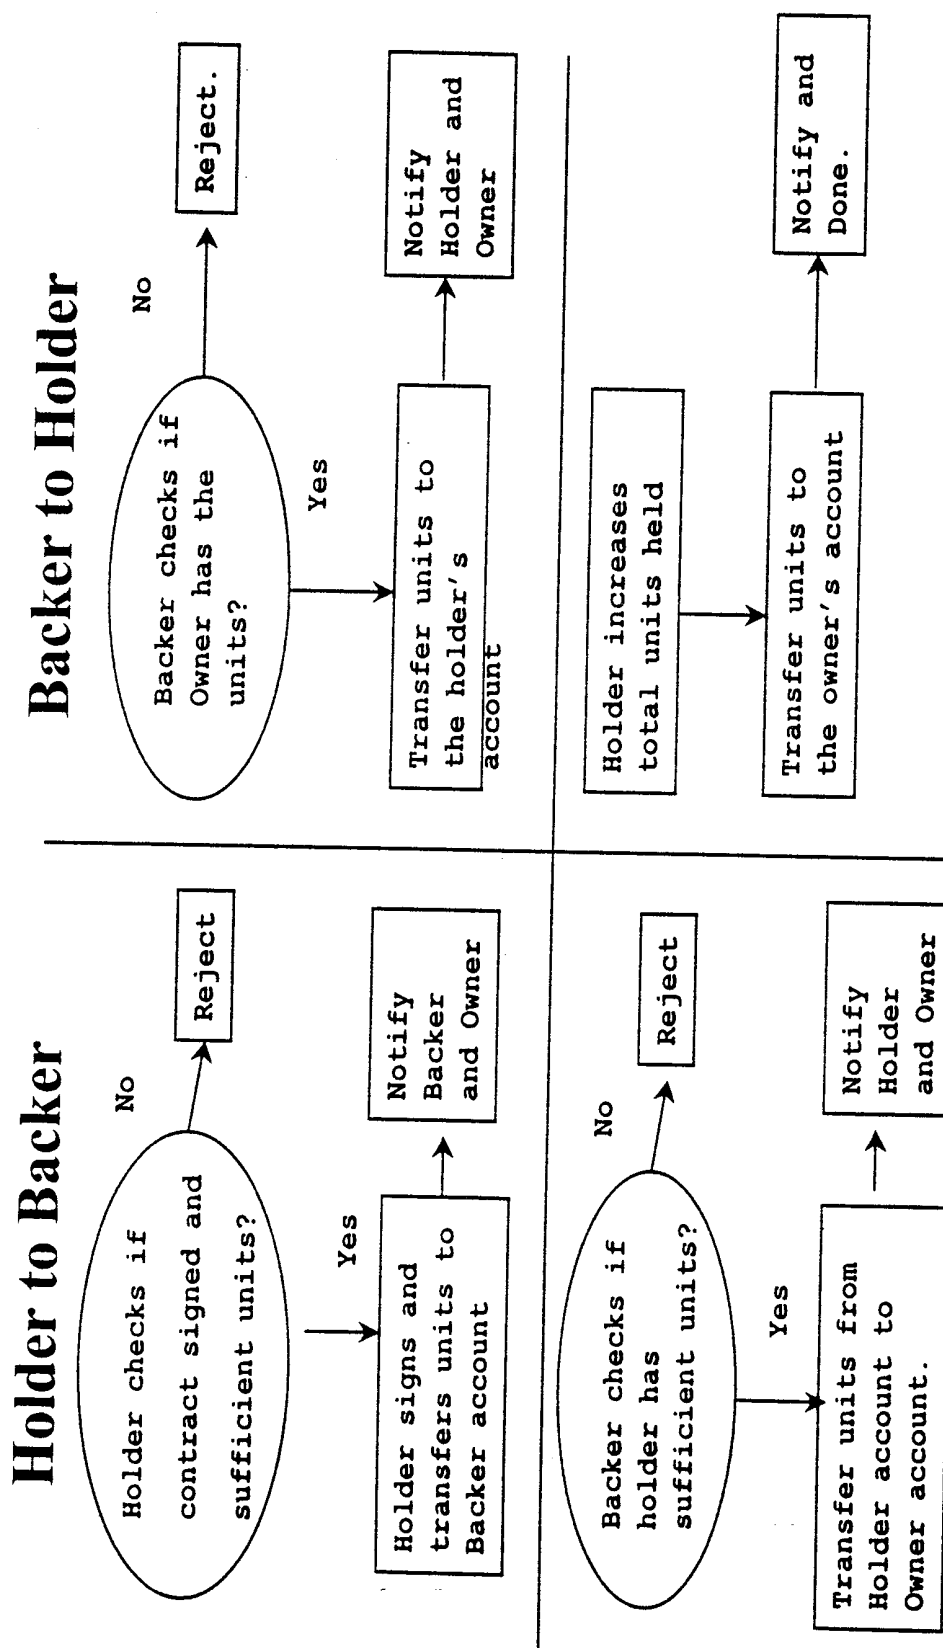 Holder to Backer
Holder checks if
contract signed and
sufficient units?
No
Reject
Yes
Holder signs and
transfers units to
Backer account
Notify
Backer
and Owner
Backer checks if
holder has
sufficient units?
No
Reject
Yes
Transfer units from
Holder account to
Owner account.
Notify
Holder
and Owner
Backer to Holder
Backer checks if
Owner has the
units?
No
Reject.
Yes
Transfer units to
the holder's
account
Notify
Holder and
Owner
Holder increases
total units held
Transfer units to
the owner's account
Notify and
Done.